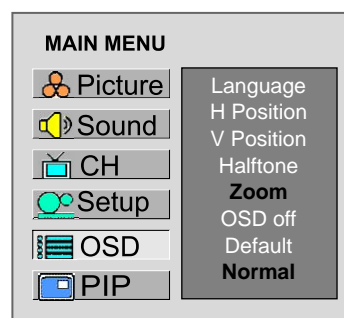 MAIN MENU
Picture
Sound
CH
Setup
OSD
PIP
Language
H Position
V Position
Halftone
Zoom
OSD off
Default
Normal